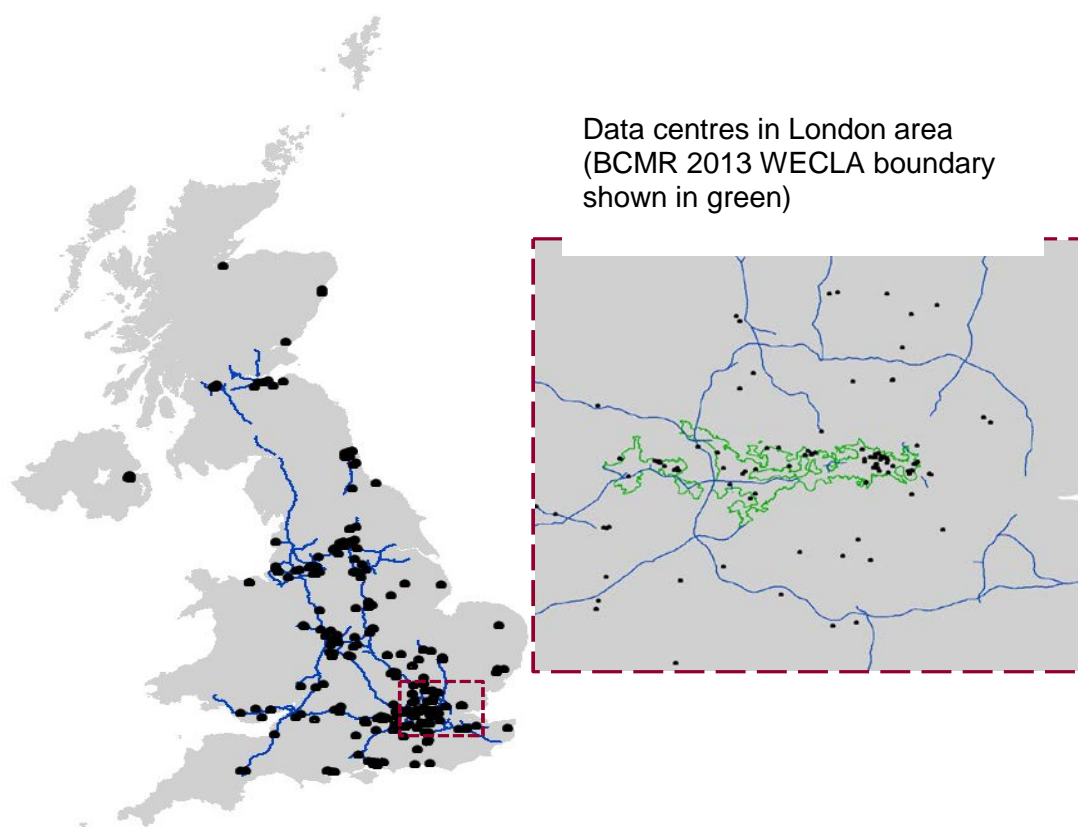 Data centres in London area
(BCMR 2013 WECLA boundary
shown in green)